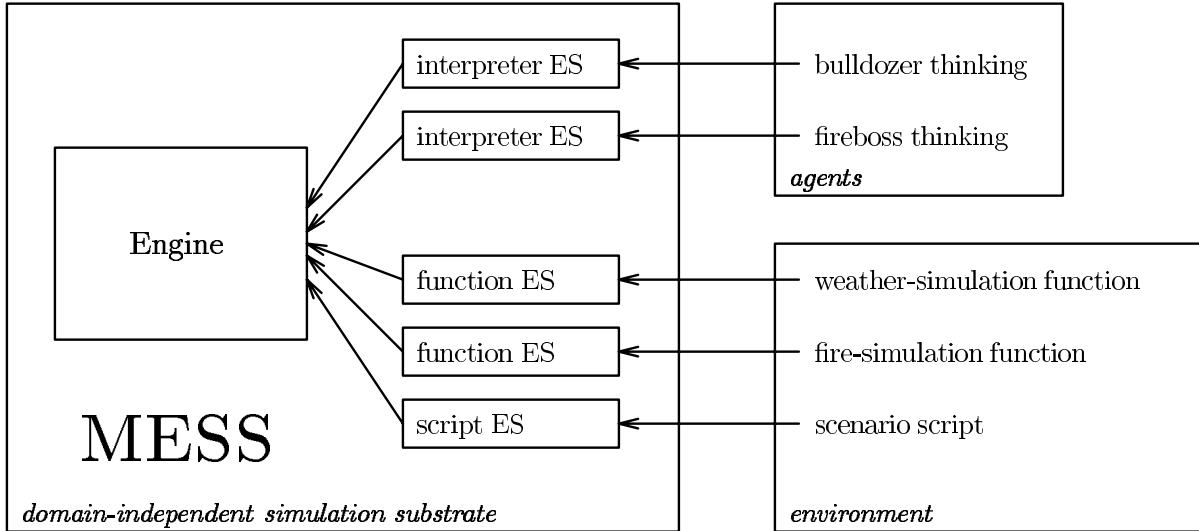 interpreter ES
bulldozer thinking
interpreter ES
fireboss thinking
agents
Engine
function ES
weather-simulation function
function ES
fire-simulation function
script ES
scenario script
MESS
domain-independent simulation substrate
environment